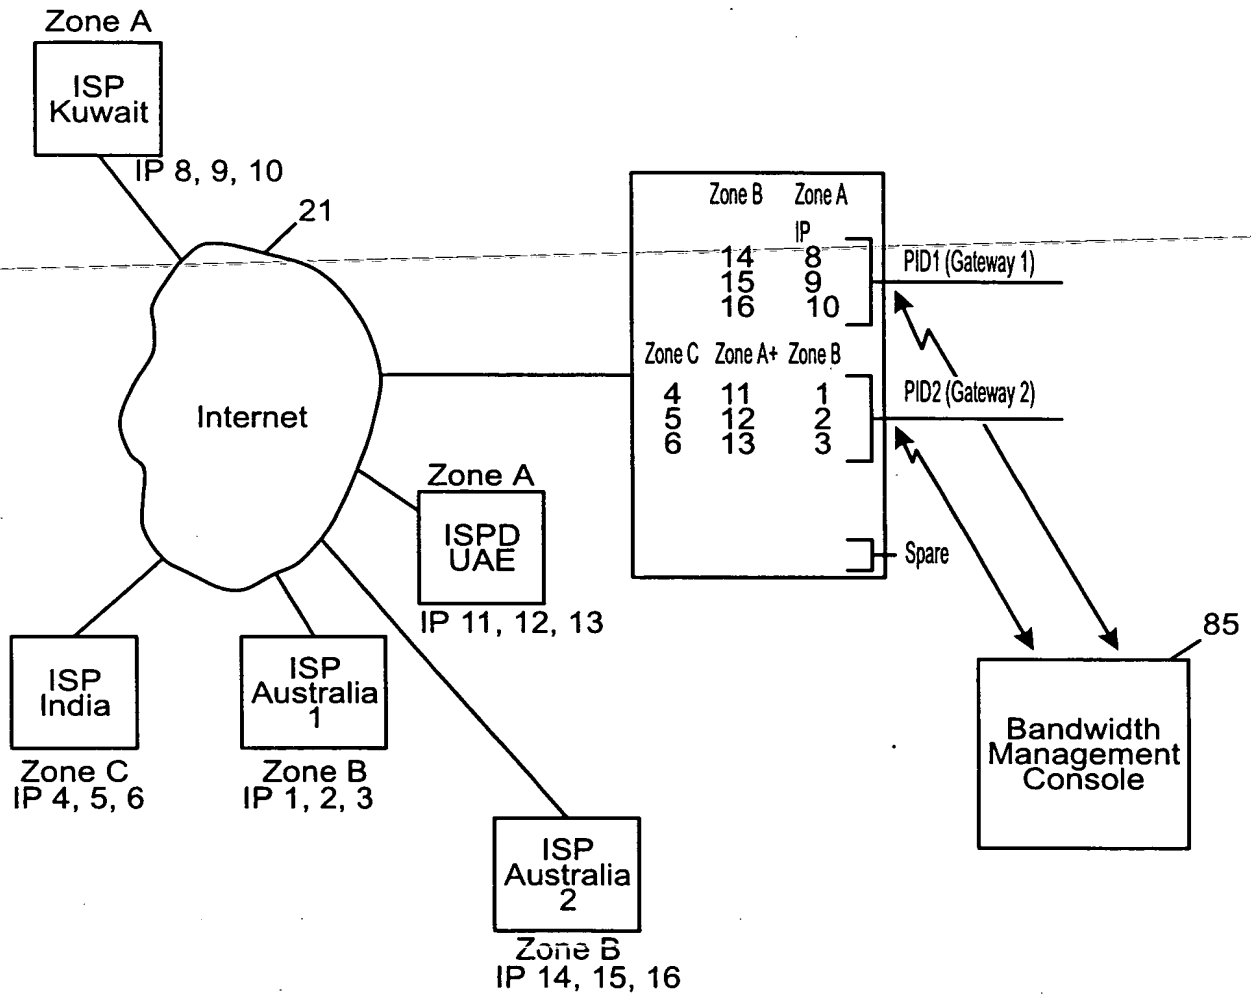 Zone A
ISP
Kuwait
IP 8, 9, 10
21
Internet
Zone B Zone A
IP
14 8
15 9
16 10
PID1 (Gateway 1)
Zone C Zone A+ Zone B
4 11 1
5 12 2
6 13 3
PID2 (Gateway 2)
Spare
Zone A
ISPD
UAE
IP 11, 12, 13
ISP
India
Zone C
IP 4, 5, 6
ISP
Australia
1
Zone B
IP 1, 2, 3
ISP
Australia
2
Zone B
IP 14, 15, 16
85
Bandwidth
Management
Console